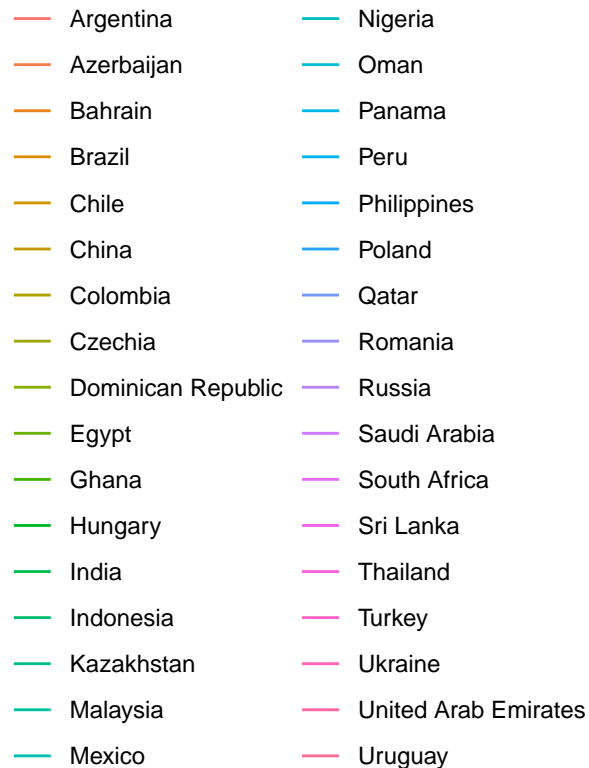 Argentina
Azerbaijan
Bahrain
Brazil
Chile
China
Colombia
Czechia
Dominican Republic
Egypt
Ghana
Hungary
India
Indonesia
Kazakhstan
Malaysia
Mexico
Nigeria
Oman
Panama
Peru
Philippines
Poland
Qatar
Romania
Russia
Saudi Arabia
South Africa
Sri Lanka
Thailand
Turkey
Ukraine
United Arab Emirates
Uruguay